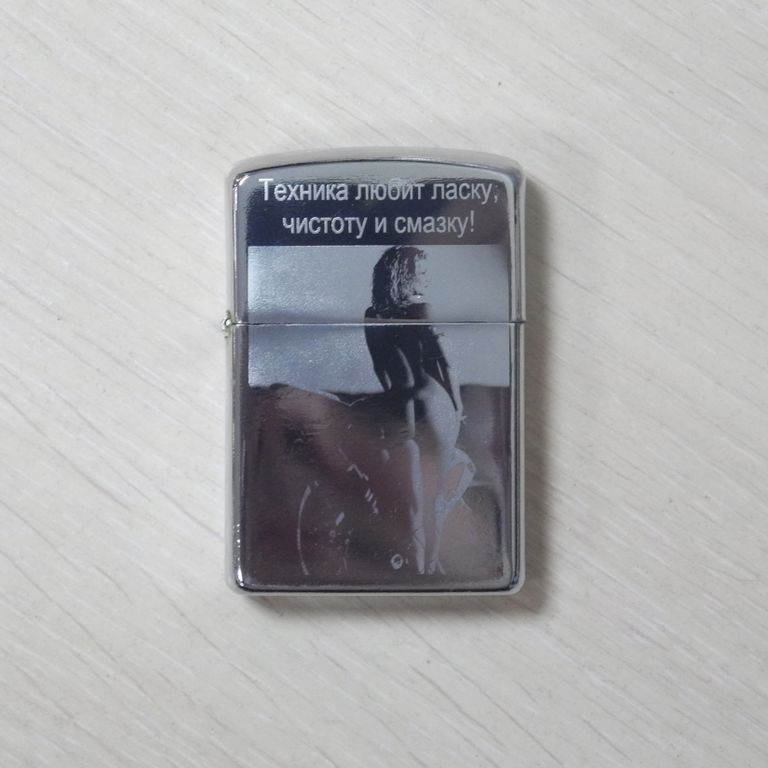 Техника любит ласку,
чистоту и смазку!